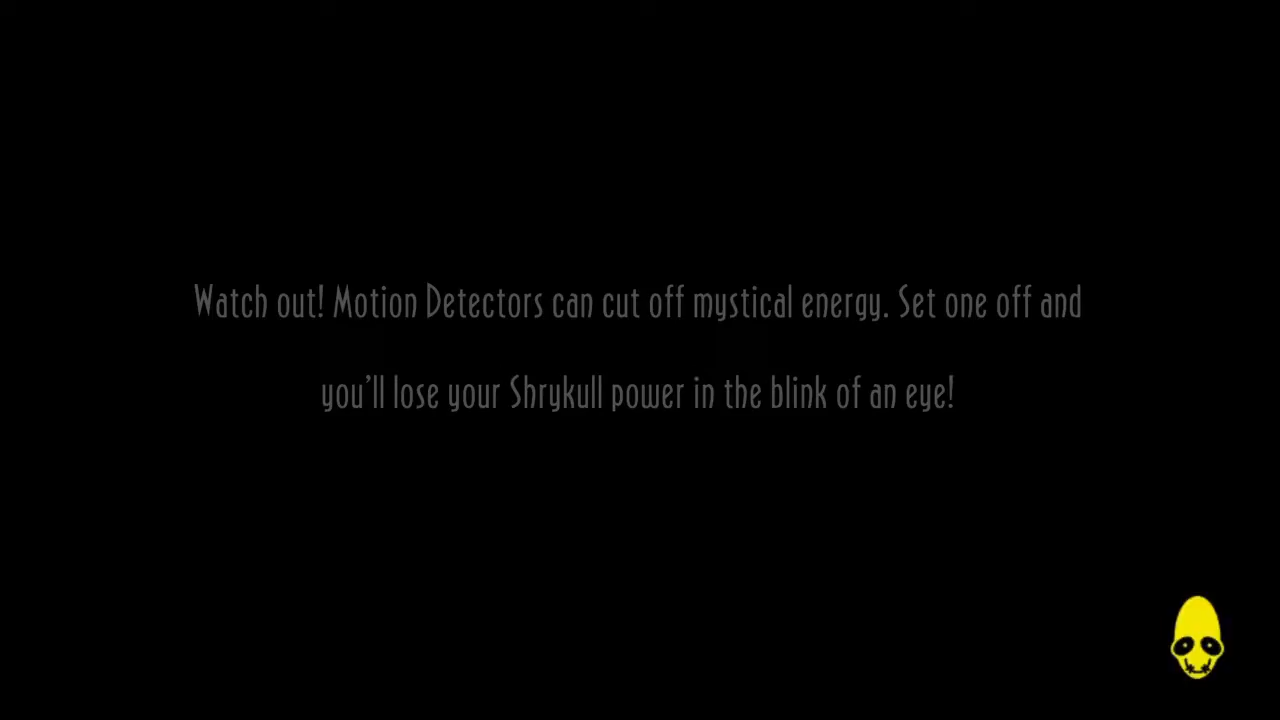 Watch out! Motion Detectors can cut off mystical energy. Set one off and
you'll lose your Shrykull power in the blink of an eye!